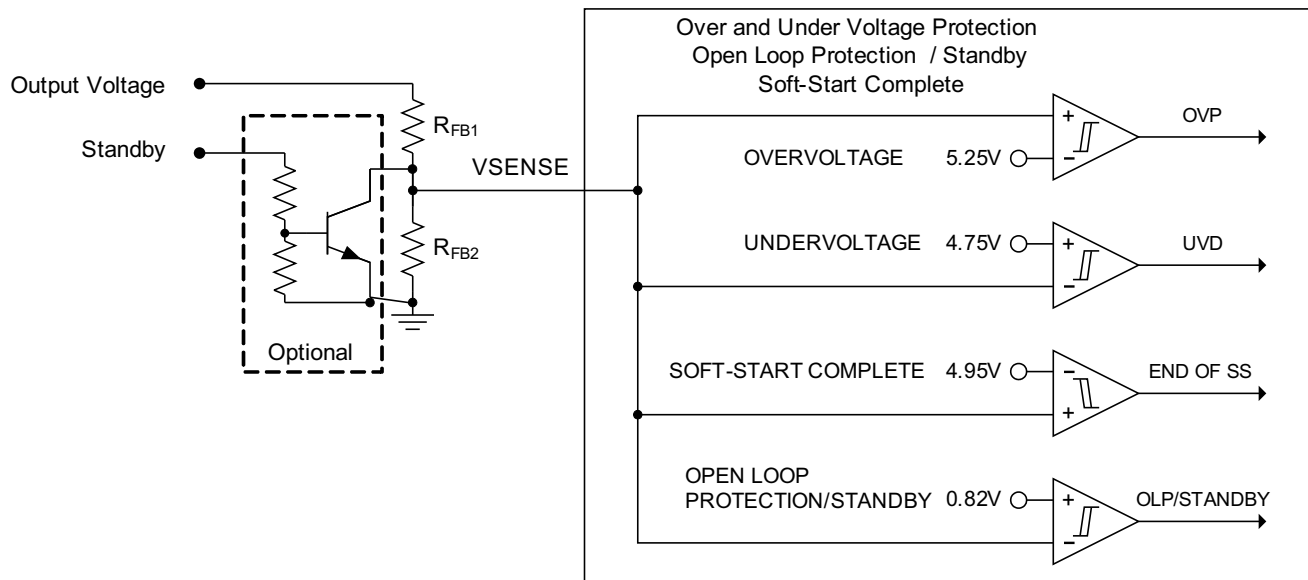 Over and Under Voltage Protection
Open Loop Protection / Standby
Soft-Start Complete
Output Voltage
Standby
Optional
RFB1
RFB2
VSENSE
OVERVOLTAGE 5.25V
+
−
OVP
UNDERVOLTAGE 4.75V
+
−
UVD
SOFT-START COMPLETE 4.95V
−
+
END OF SS
OPEN LOOP
PROTECTION/STANDBY 0.82V
+
−
OLP/STANDBY